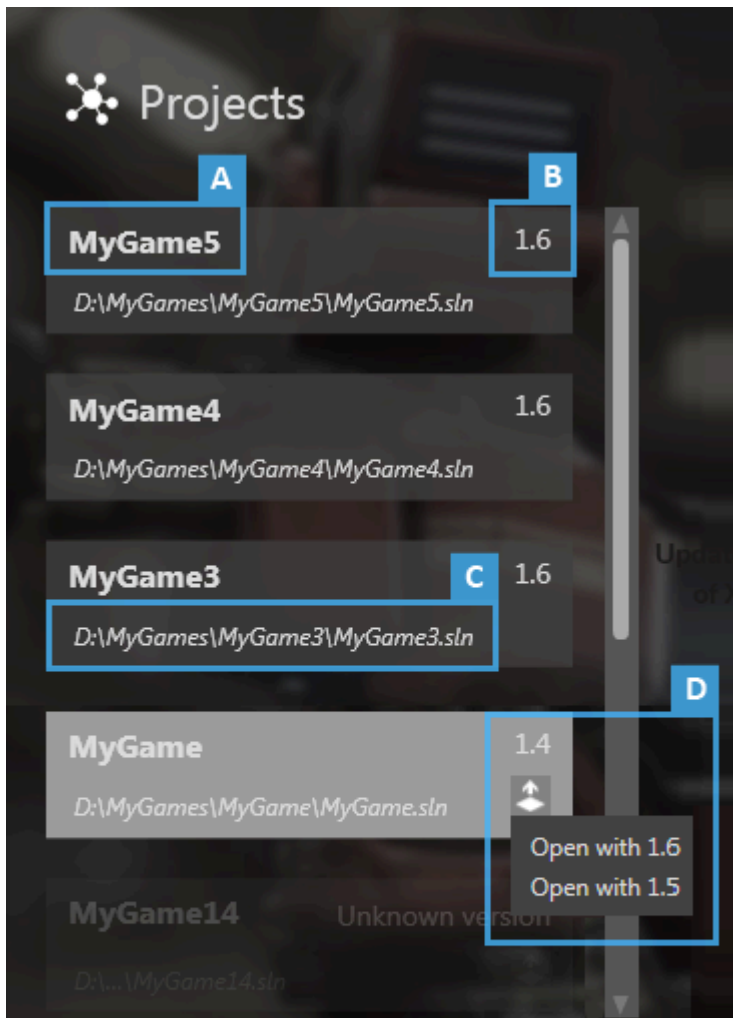 Projects
A
B
MyGame5 1.6
D:\MyGames\MyGame5\MyGame5.sln
MyGame4 1.6
D:\MyGames\MyGame4\MyGame4.sln
MyGame3 C 1.6
D:\MyGames\MyGame3\MyGame3.sln
D
MyGame 1.4
D:\MyGames\MyGame\MyGame.sln
Open with 1.6
Open with 1.5
MyGame14 Unknown version
D:\...\MyGame14.sln